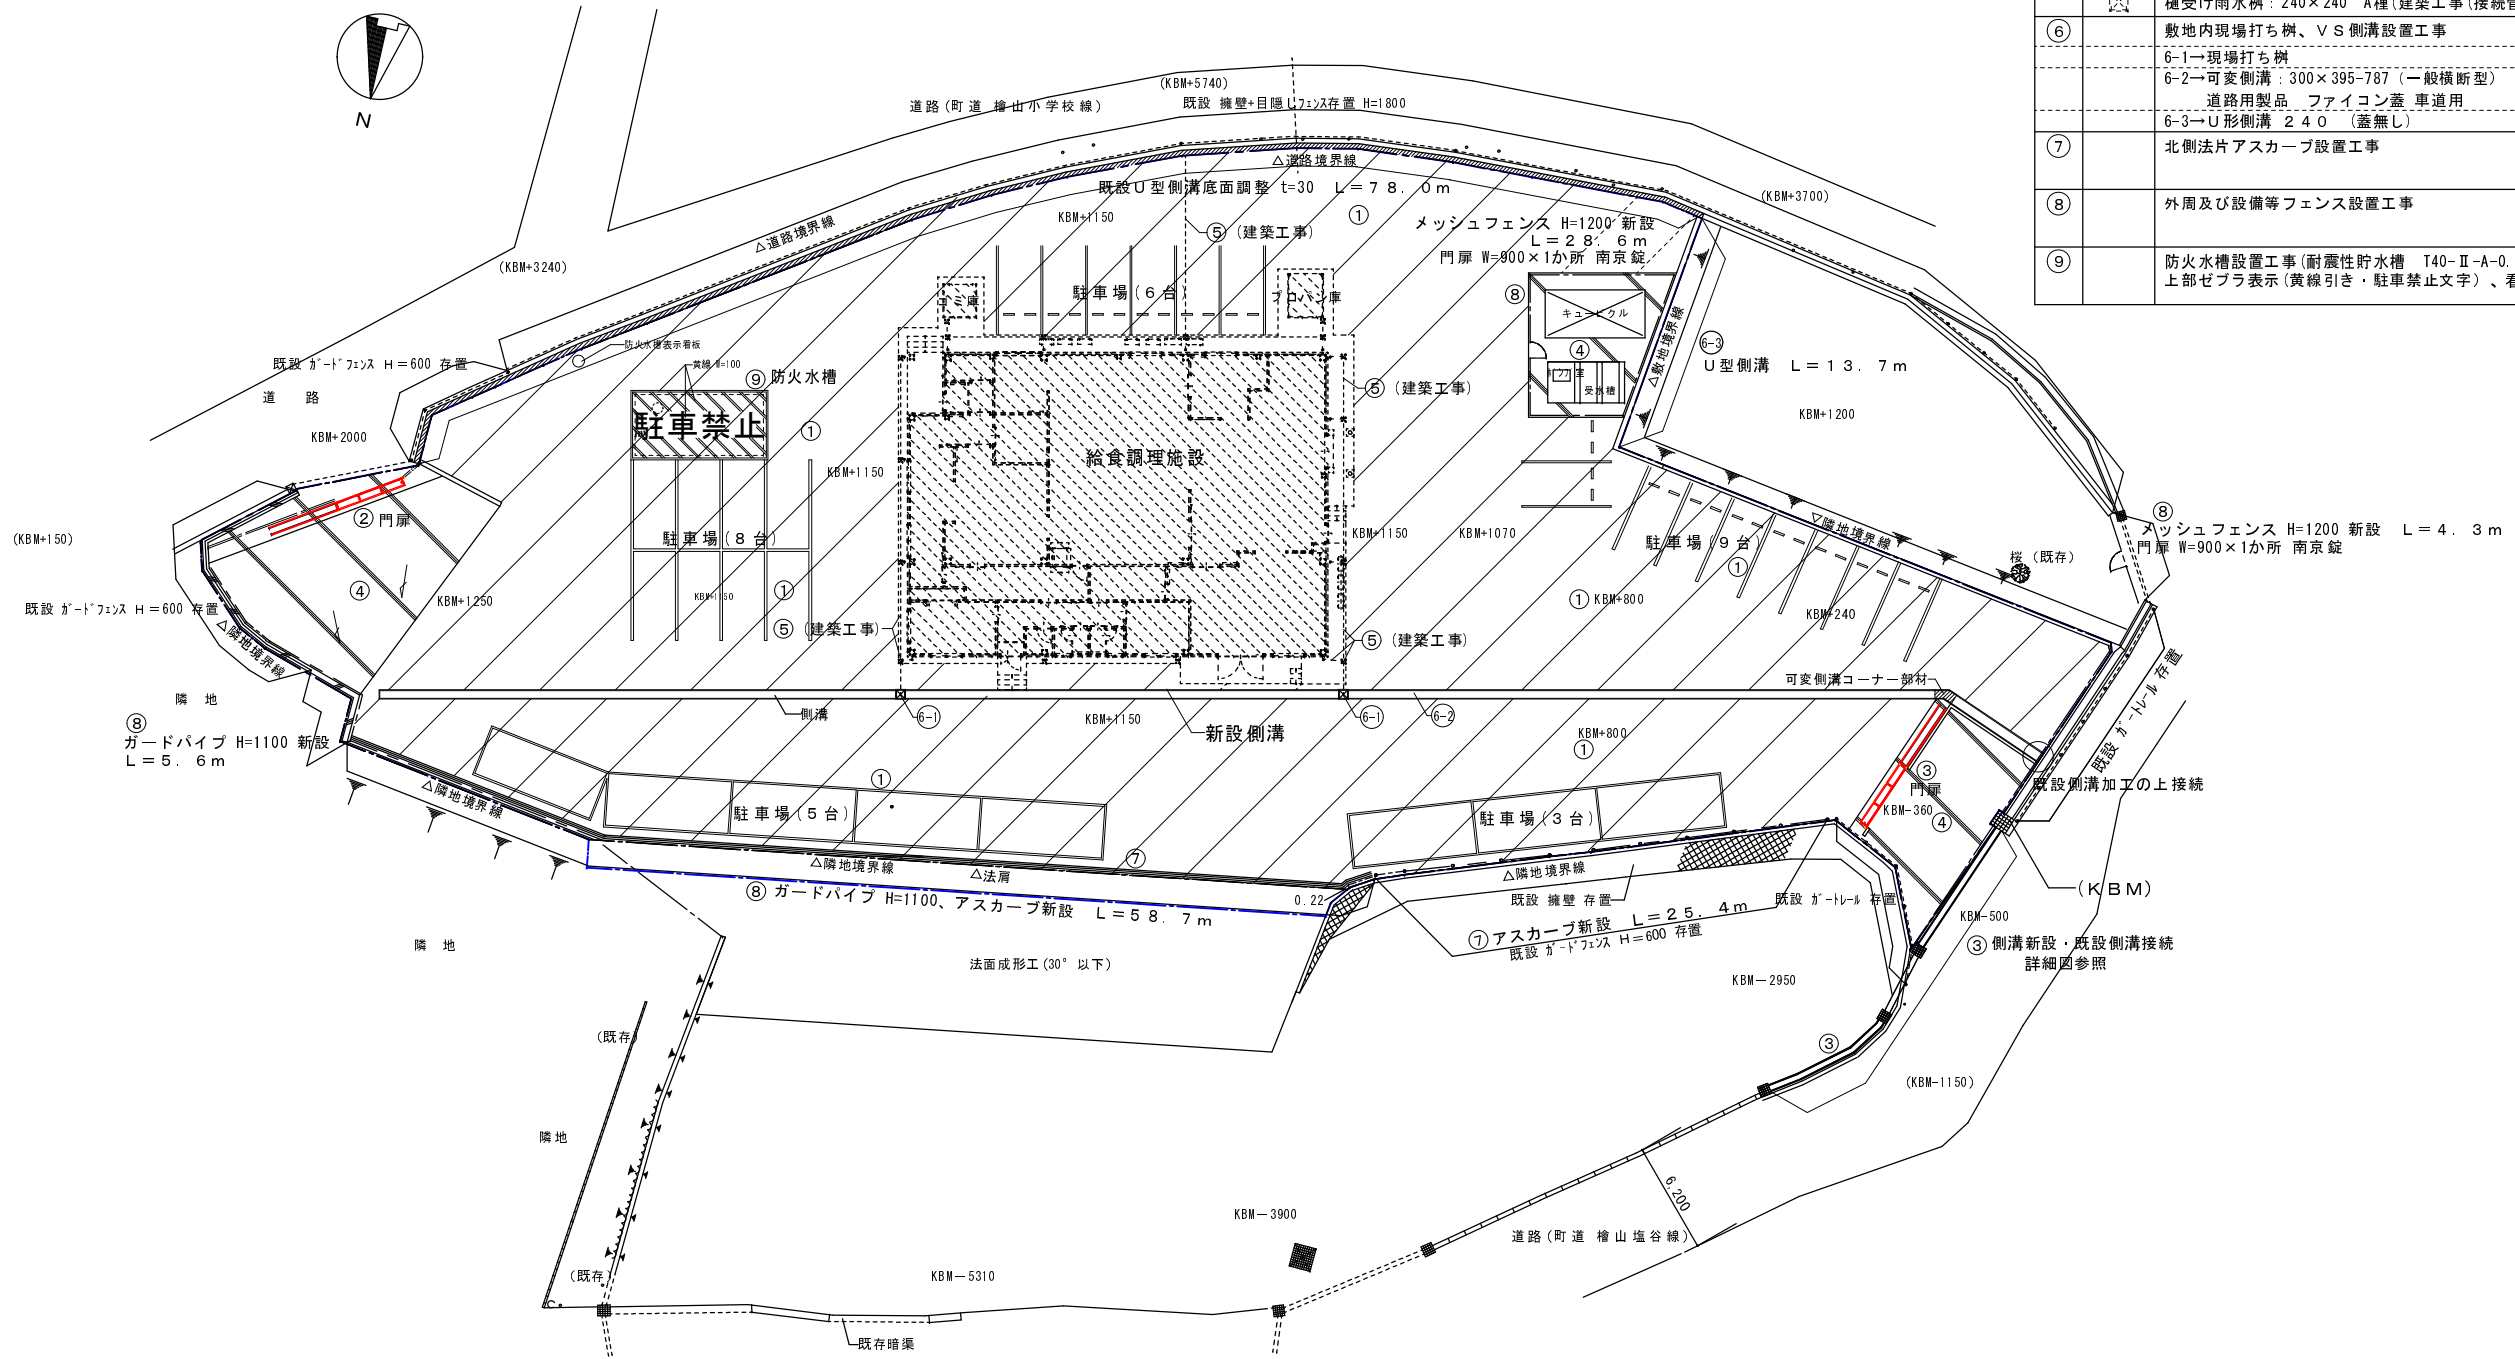 樋受け雨水桝：240×240 A種(建築工事(接続管
⑥ 敷地内現場打ち桝、ＶＳ側溝設置工事
6-1→現場打ち桝
6-2→可変側溝：300×395-787（一般横断型）
道路用製品 ファイコン蓋 車道用
6-3→Ｕ形側溝 ２４０ （蓋無し）
⑦ 北側法片アスカーブ設置工事
⑧ 外周及び設備等フェンス設置工事
⑨ 防火水槽設置工事(耐震性貯水槽 T40-Ⅱ-A-0.
上部ゼブラ表示(黄線引き・駐車禁止文字）、看
N
(KBM+5740)
道路(町道 檜山小学校線)
既設 擁壁+目隠しフェンス存置 H=1800
△道路境界線
既設Ｕ型側溝底面調整 t=30 Ｌ＝７８．０ｍ
(KBM+3700)
KBM+1150
①
⑤ (建築工事)
メッシュフェンス H=1200 新設
Ｌ＝２８．６ｍ
門扉 W=900×1か所 南京錠
△道路境界線
(KBM+3240)
ゴミ庫
駐車場(６台
プロパン庫
⑧
キュービクル
④
ポンプ室
受水槽
△敷地境界線
6-3
Ｕ型側溝 Ｌ＝１３．７ｍ
KBM+1200
防火水槽表示看板
黄線 W=100
既設 ガードフェンス Ｈ＝600 存置
道 路
KBM+2000
⑨ 防火水槽
駐車禁止
①
⑤ (建築工事)
給食調理施設
KBM+1150
② 門扉
(KBM+150)
駐車場(８台)
KBM+1150
KBM+1070
駐車場(９台)
①
▽隣地境界線
桜 (既存)
⑧
メッシュフェンス H=1200 新設 Ｌ＝４．３ｍ
門扉 W=900×1か所 南京錠
④
KBM+1250
KBM+1150
①
① KBM+800
KBM+240
既設 ガードフェンス Ｈ＝600 存置
△隣地境界線
⑤ (建築工事)
⑤ (建築工事)
可変側溝コーナー部材
既設 ガートレール 存置
隣 地
⑧
ガードパイプ H=1100 新設
Ｌ＝５．６ｍ
側溝
6-1
KBM+1150
新設側溝
6-1
6-2
KBM+800
①
③
門扉
KBM-360
④
既設側溝加工の上接続
△隣地境界線
①
駐車場(５台)
駐車場(３台)
⑦
△隣地境界線
△法肩
⑧ ガードパイプ H=1100、アスカーブ新設 Ｌ＝５８．７ｍ
0.22
△隣地境界線
既設 擁壁 存置
既設 ガートレール 存置
(ＫＢＭ)
KBM-500
⑦ アスカーブ新設 Ｌ＝２５．４ｍ
既設 ガードフェンス Ｈ＝600 存置
③ 側溝新設・既設側溝接続
詳細図参照
隣 地
法面成形工(30°以下)
KBM－2950
(既存)
③
(KBM-1150)
隣地
6,200
KBM－3900
道路(町道 檜山塩谷線)
(既存)
KBM－5310
既存暗渠